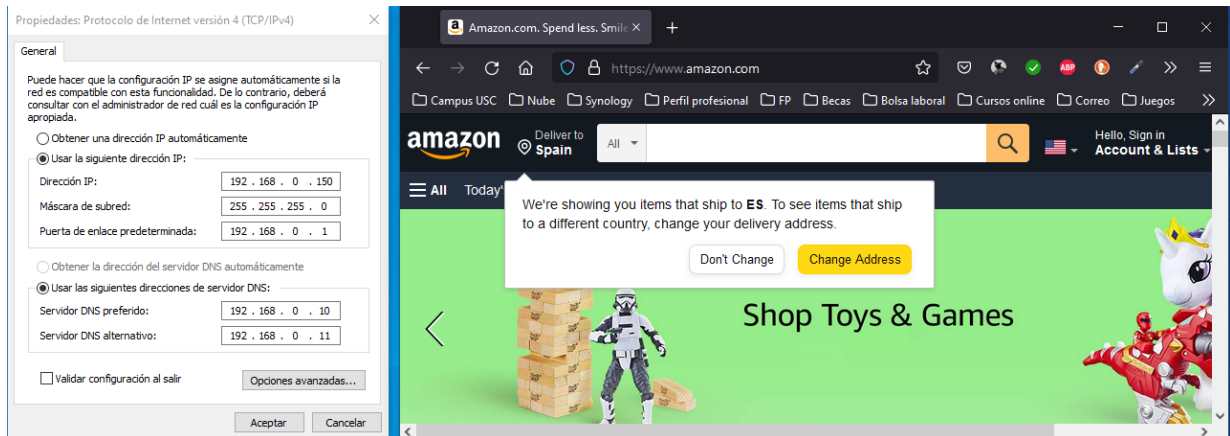 Propiedades: Protocolo de Internet versión 4 (TCP/IPv4)
General
Puede hacer que la configuración IP se asigne automáticamente si la
red es compatible con esta funcionalidad. De lo contrario, deberá
consultar con el administrador de red cuál es la configuración IP
apropiada.
Obtener una dirección IP automáticamente
Usar la siguiente dirección IP:
Dirección IP: 192 . 168 . 0 . 150
Máscara de subred: 255 . 255 . 255 . 0
Puerta de enlace predeterminada: 192 . 168 . 0 . 1
Obtener la dirección del servidor DNS automáticamente
Usar las siguientes direcciones de servidor DNS:
Servidor DNS preferido: 192 . 168 . 0 . 10
Servidor DNS alternativo: 192 . 168 . 0 . 11
Validar configuración al salir
Opciones avanzadas...
Aceptar Cancelar
Amazon.com. Spend less. Smile
https://www.amazon.com
ABP
Campus USC Nube Synology Perfil profesional FP Becas Bolsa laboral Cursos online Correo Juegos
amazon
Deliver to
Spain
All
Hello, Sign in
Account & Lists
All Today'
We're showing you items that ship to ES. To see items that ship
to a different country, change your delivery address.
Don't Change Change Address
Shop Toys & Games